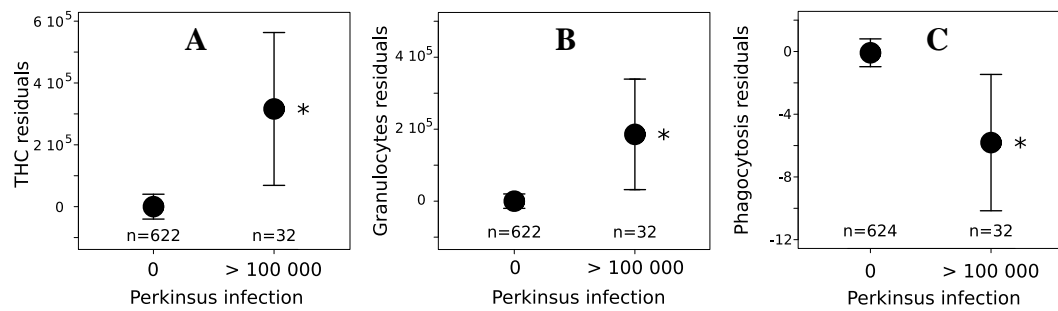 A
THC residuals
6 10⁵
4 10⁵
2 10⁵
0
*
n=622 n=32
0 > 100 000
Perkinsus infection
B
Granulocytes residuals
4 10⁵
2 10⁵
0
*
n=622 n=32
0 > 100 000
Perkinsus infection
C
Phagocytosis residuals
0
-4
-6
-9
-12
*
n=624 n=32
0 > 100 000
Perkinsus infection